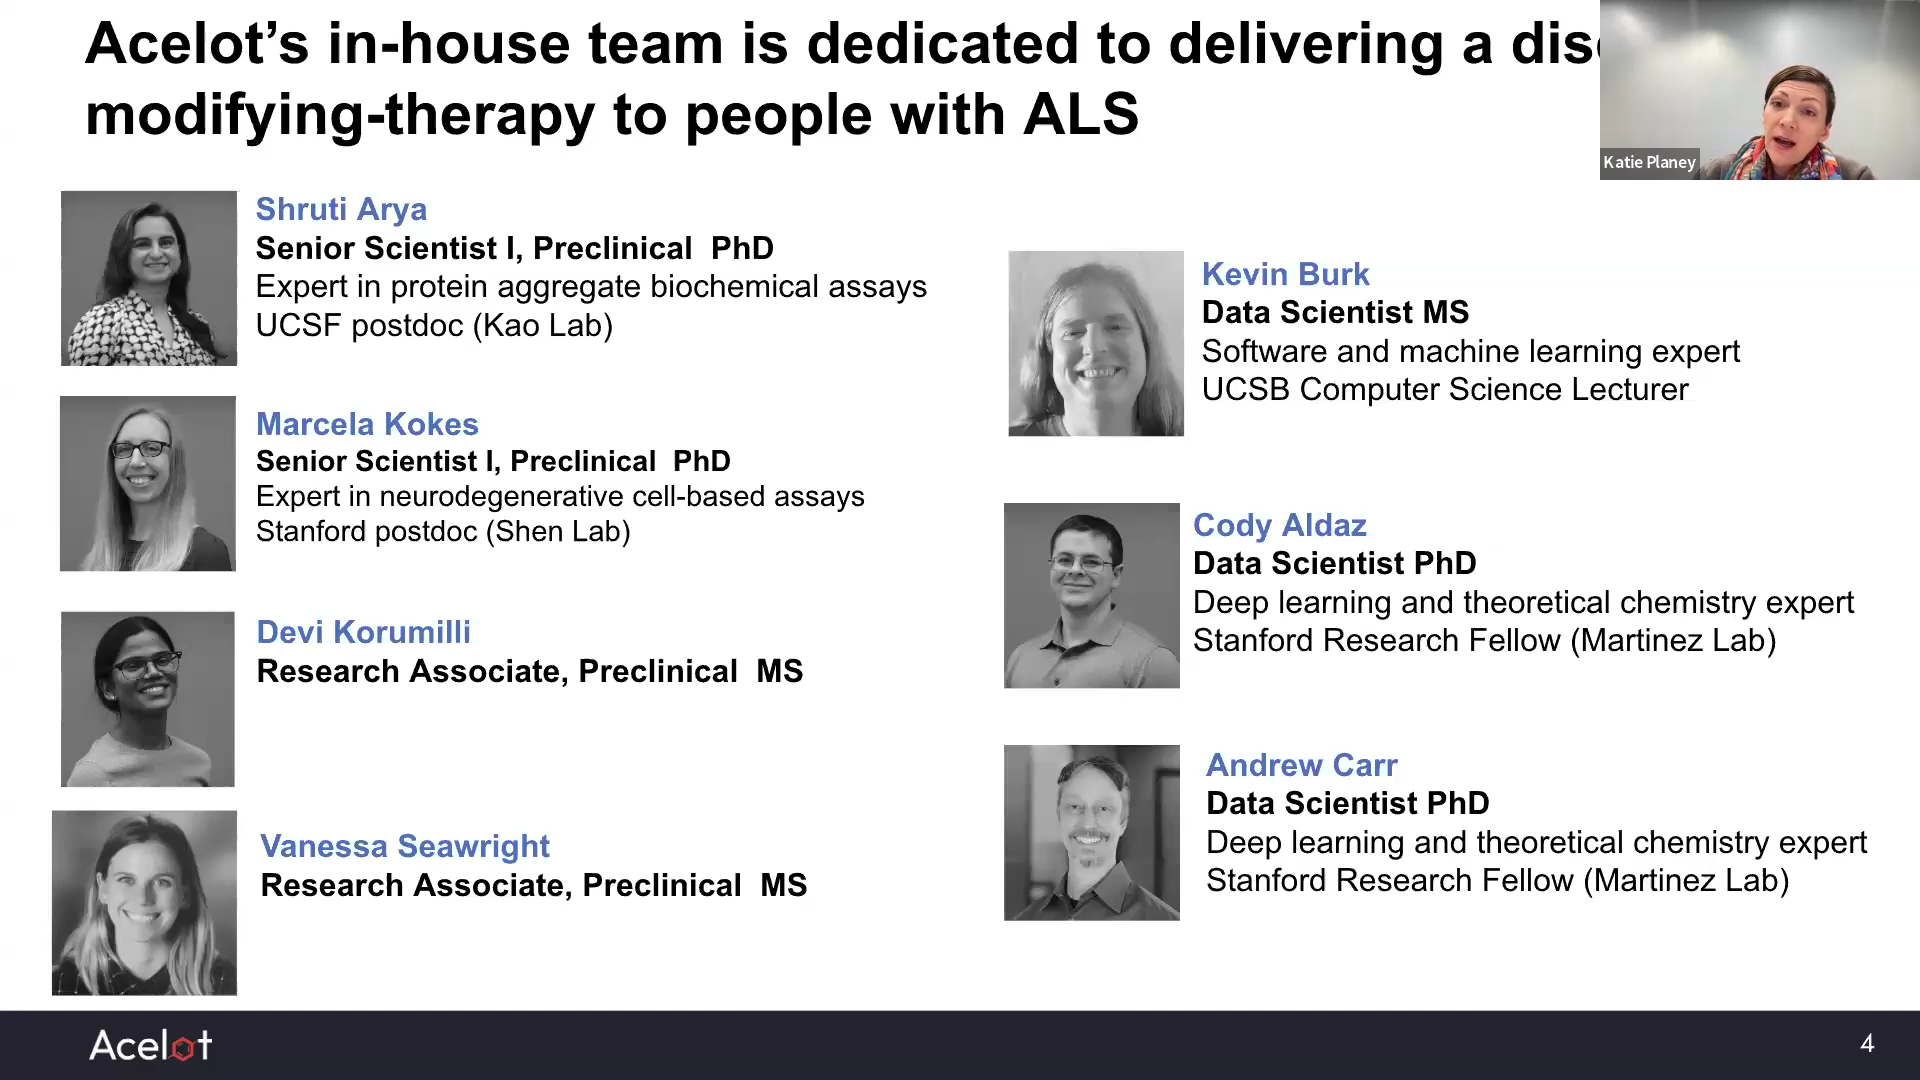 Acelot’s in-house team is dedicated to delivering a
modifying-therapy to people with ALS
Katie Planey
Shruti Arya
Senior Scientist I, Preclinical PhD
Expert in protein aggregate biochemical assays
UCSF postdoc (Kao Lab)
Marcela Kokes
Senior Scientist I, Preclinical PhD
Expert in neurodegenerative cell-based assays
Stanford postdoc (Shen Lab)
Devi Korumilli
Research Associate, Preclinical MS
Vanessa Seawright
Research Associate, Preclinical MS
Kevin Burk
Data Scientist MS
Software and machine learning expert
UCSB Computer Science Lecturer
Cody Aldaz
Data Scientist PhD
Deep learning and theoretical chemistry expert
Stanford Research Fellow (Martinez Lab)
Andrew Carr
Data Scientist PhD
Deep learning and theoretical chemistry expert
Stanford Research Fellow (Martinez Lab)
Acelot
4